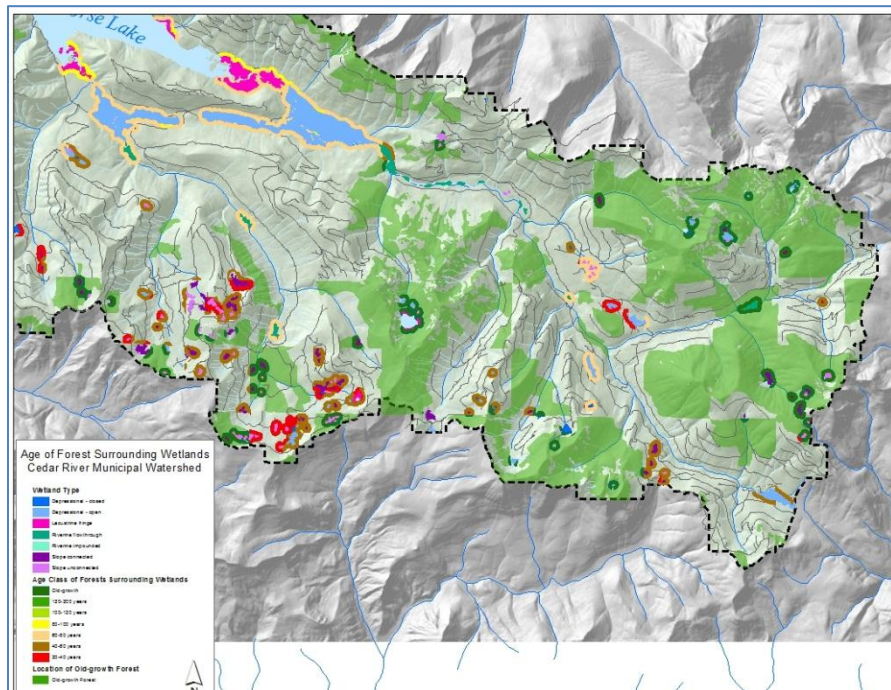 rse Lake
Age of Forest Surrounding Wetlands
Cedar River Municipal Watershed
Wetland Type
Depressional - closed
Depressional - open
Lacustrine fringe
Riverine flowthrough
Riverine impounded
Slope connected
Slope unconnected
Age Class of Forests Surrounding Wetlands
Old-growth
120-200 years
100-120 years
80-100 years
60-80 years
40-60 years
20-40 years
Location of Old-growth Forest
Old-growth Forest
N